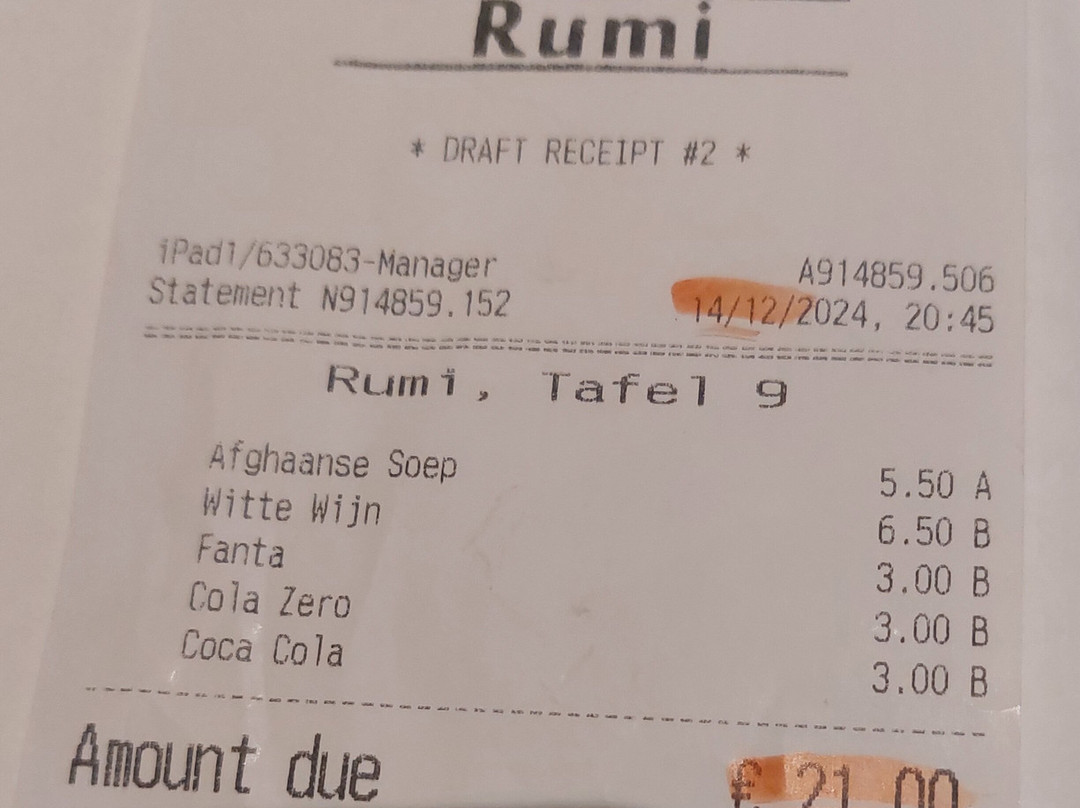 Rumi
* DRAFT RECEIPT #2 *
iPad1/633083-Manager A914859.506
Statement N914859.152 14/12/2024, 20:45
Rumi, Tafel 9
Afghaanse Soep 5.50 A
Witte Wijn 6.50 B
Fanta 3.00 B
Cola Zero 3.00 B
Coca Cola 3.00 B
Amount due € 21.00